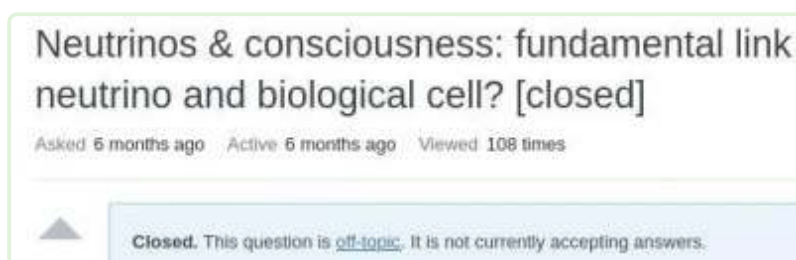 Neutrinos & consciousness: fundamental link
neutrino and biological cell? [closed]
Asked 6 months ago Active 6 months ago Viewed 108 times
Closed. This question is off-topic. It is not currently accepting answers.